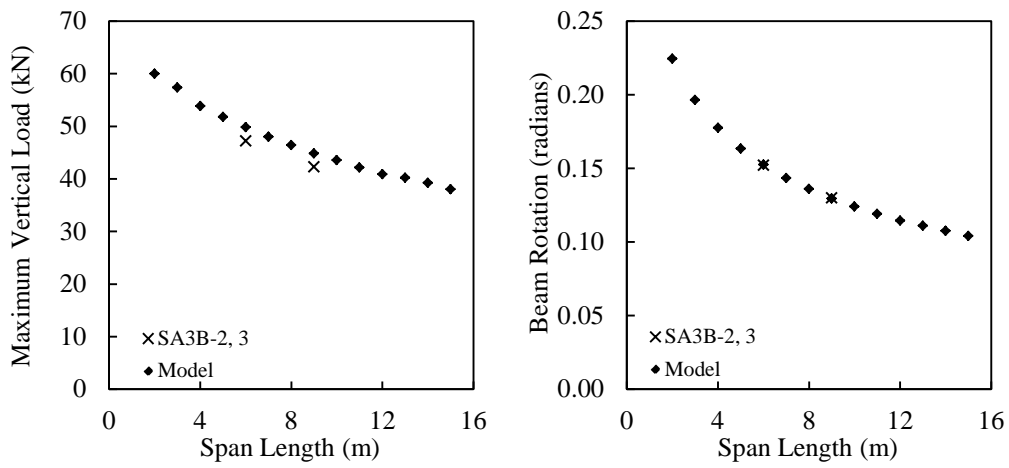 Maximum Vertical Load (kN)
70
60
50
40
30
20
10
0
SA3B-2, 3
Model
0 4 8 12 16
Span Length (m)
Beam Rotation (radians)
0.25
0.20
0.15
0.10
0.05
0.00
SA3B-2, 3
Model
0 4 8 12 16
Span Length (m)